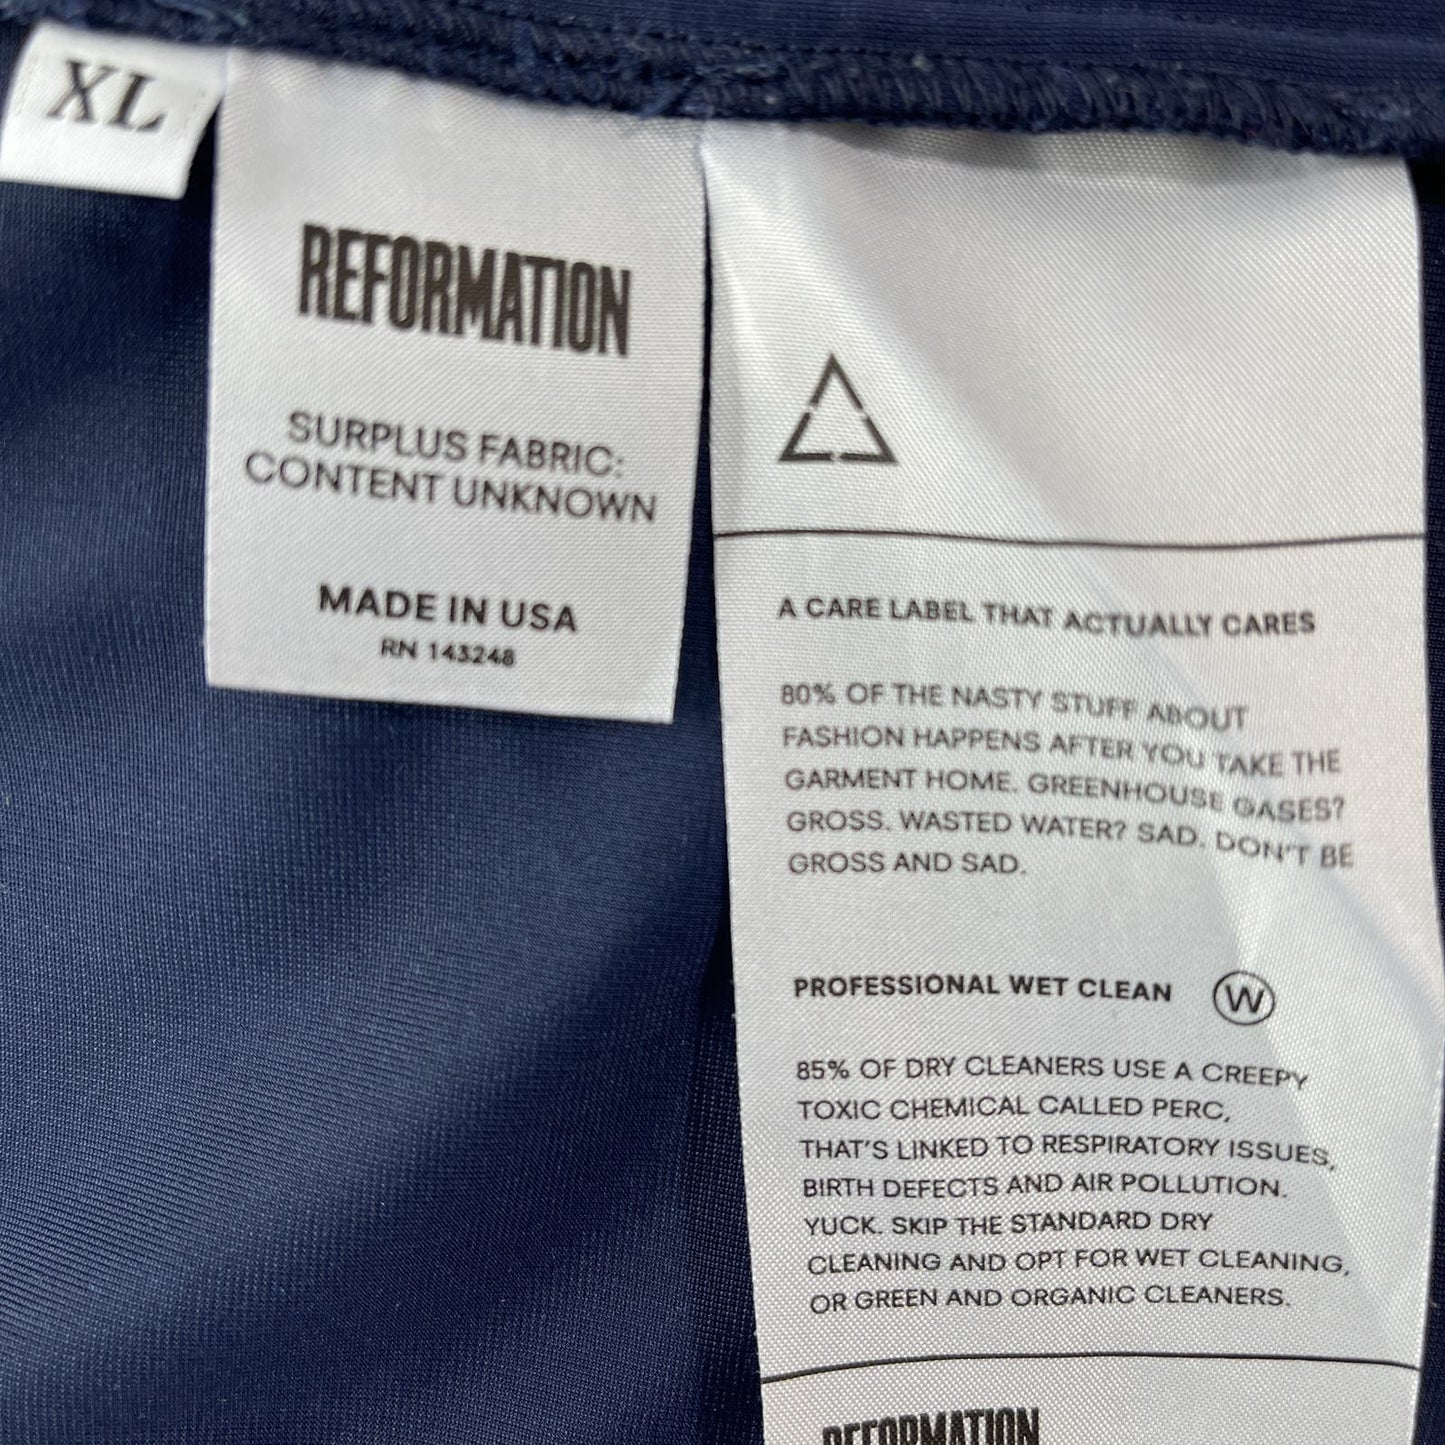 XL
REFORMATION
SURPLUS FABRIC:
CONTENT UNKNOWN
MADE IN USA
RN 143248
A CARE LABEL THAT ACTUALLY CARES
80% OF THE NASTY STUFF ABOUT
FASHION HAPPENS AFTER YOU TAKE THE
GARMENT HOME. GREENHOUSE GASES?
GROSS. WASTED WATER? SAD. DON'T BE
GROSS AND SAD.
PROFESSIONAL WET CLEAN W
85% OF DRY CLEANERS USE A CREEPY
TOXIC CHEMICAL CALLED PERC,
THAT'S LINKED TO RESPIRATORY ISSUES,
BIRTH DEFECTS AND AIR POLLUTION.
YUCK. SKIP THE STANDARD DRY
CLEANING AND OPT FOR WET CLEANING,
OR GREEN AND ORGANIC CLEANERS.
REFORMATION